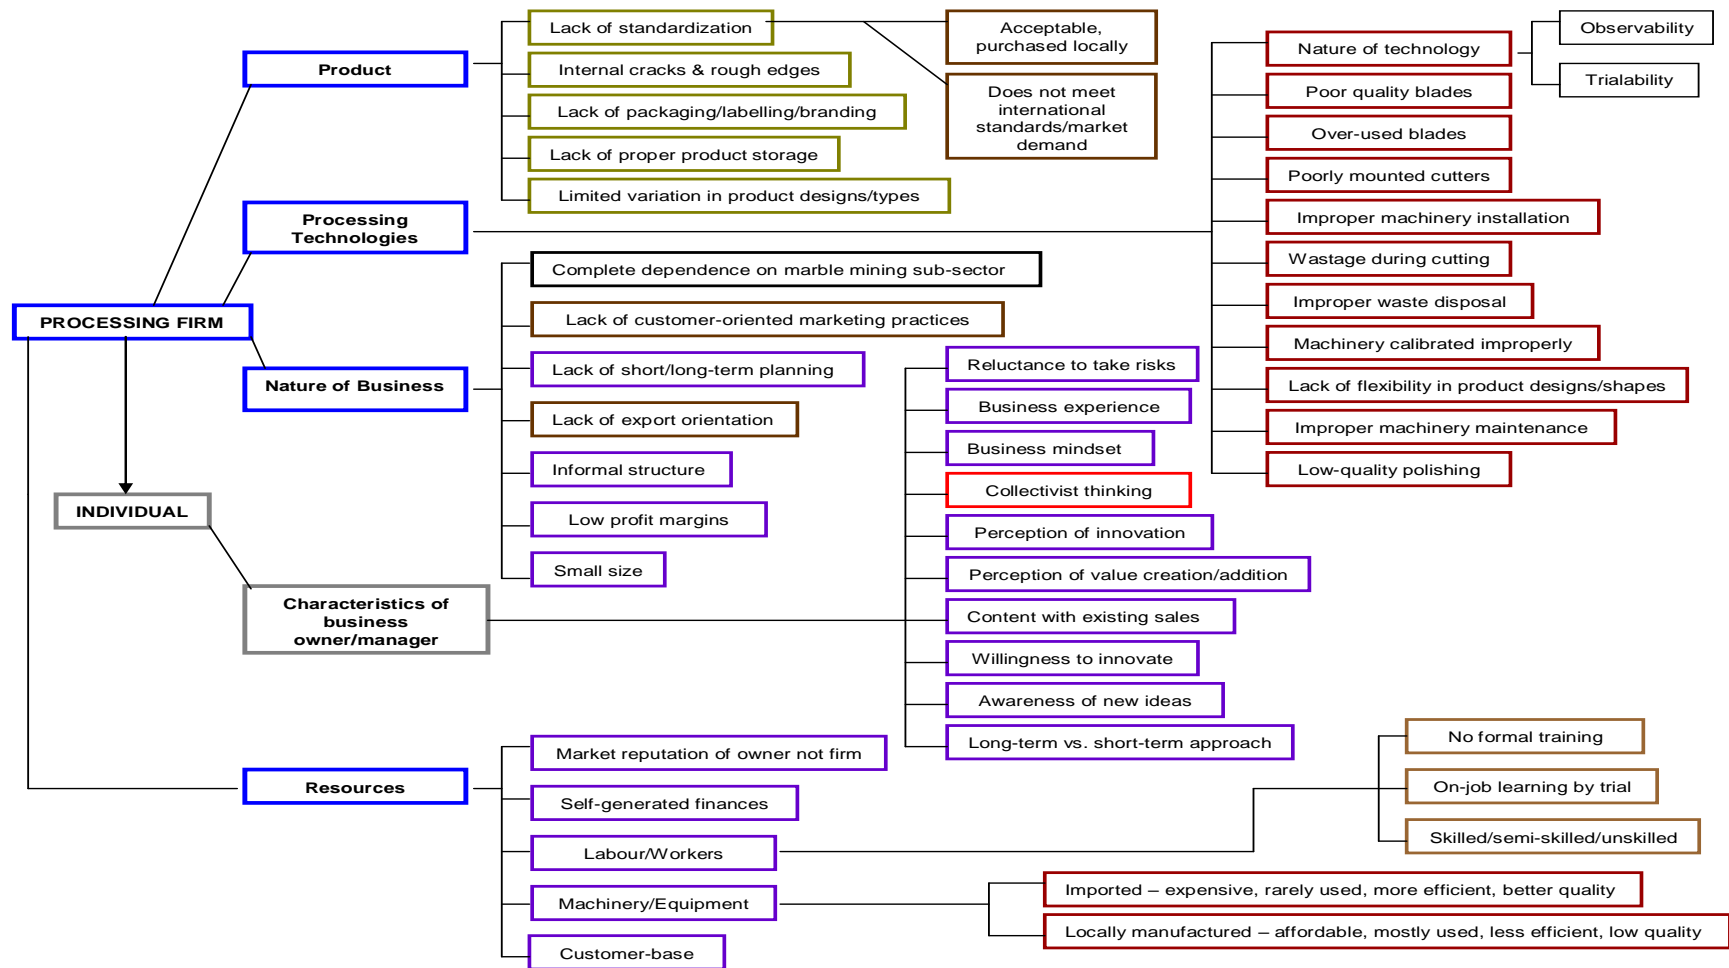 Product
Lack of standardization
Internal cracks & rough edges
Lack of packaging/labelling/branding
Lack of proper product storage
Limited variation in product designs/types
Acceptable,
purchased locally
Does not meet
international
standards/market
demand
Processing
Technologies
Nature of technology
Observability
Trialability
Poor quality blades
Over-used blades
Poorly mounted cutters
Improper machinery installation
Wastage during cutting
Improper waste disposal
Machinery calibrated improperly
Lack of flexibility in product designs/shapes
Improper machinery maintenance
Low-quality polishing
PROCESSING FIRM
Nature of Business
Complete dependence on marble mining sub-sector
Lack of customer-oriented marketing practices
Lack of short/long-term planning
Lack of export orientation
Informal structure
Low profit margins
Small size
INDIVIDUAL
Characteristics of
business
owner/manager
Reluctance to take risks
Business experience
Business mindset
Collectivist thinking
Perception of innovation
Perception of value creation/addition
Content with existing sales
Willingness to innovate
Awareness of new ideas
Long-term vs. short-term approach
Resources
Market reputation of owner not firm
Self-generated finances
Labour/Workers
Machinery/Equipment
Customer-base
No formal training
On-job learning by trial
Skilled/semi-skilled/unskilled
Imported – expensive, rarely used, more efficient, better quality
Locally manufactured – affordable, mostly used, less efficient, low quality